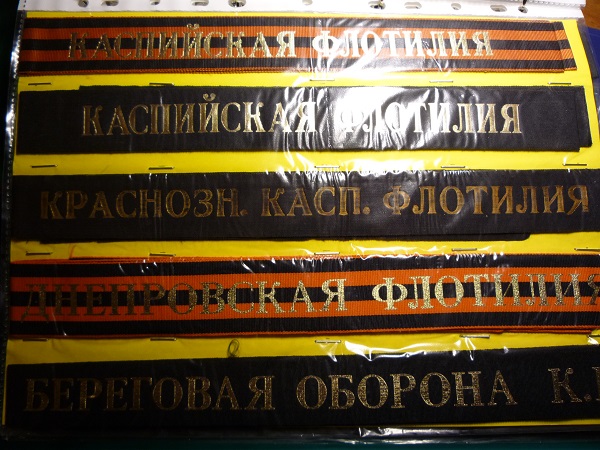 КАСПИЙСКАЯ ФЛОТИЛИЯ
КАСПИЙСКАЯ ФЛОТИЛИЯ
КРАСНОЗН. КАСП. ФЛОТИЛИЯ
ДНЕПРОВСКАЯ ФЛОТИЛИЯ
БЕРЕГОВАЯ ОБОРОНА К.